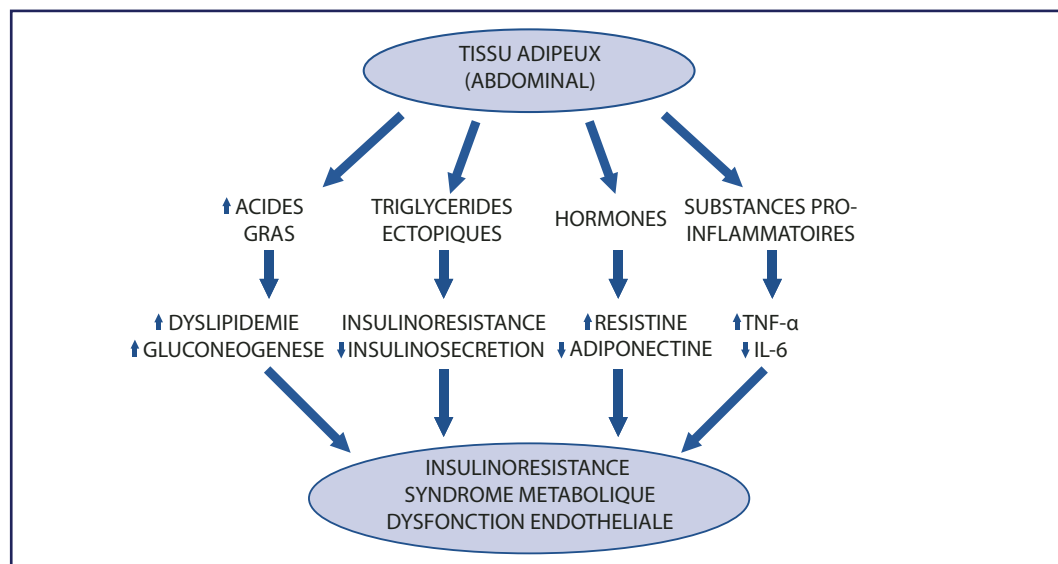 TISSU ADIPEUX
(ABDOMINAL)
ACIDES
GRAS
TRIGLYCERIDES
ECTOPIQUES
HORMONES
SUBSTANCES PRO-
INFLAMMATOIRES
DYSLIPIDEMIE
GLUCONEOGENESE
INSULINORESISTANCE
INSULINOSECRETION
RESISTINE
ADIPONECTINE
TNF-α
IL-6
INSULINORESISTANCE
SYNDROME METABOLIQUE
DYSFONCTION ENDOTHELIALE